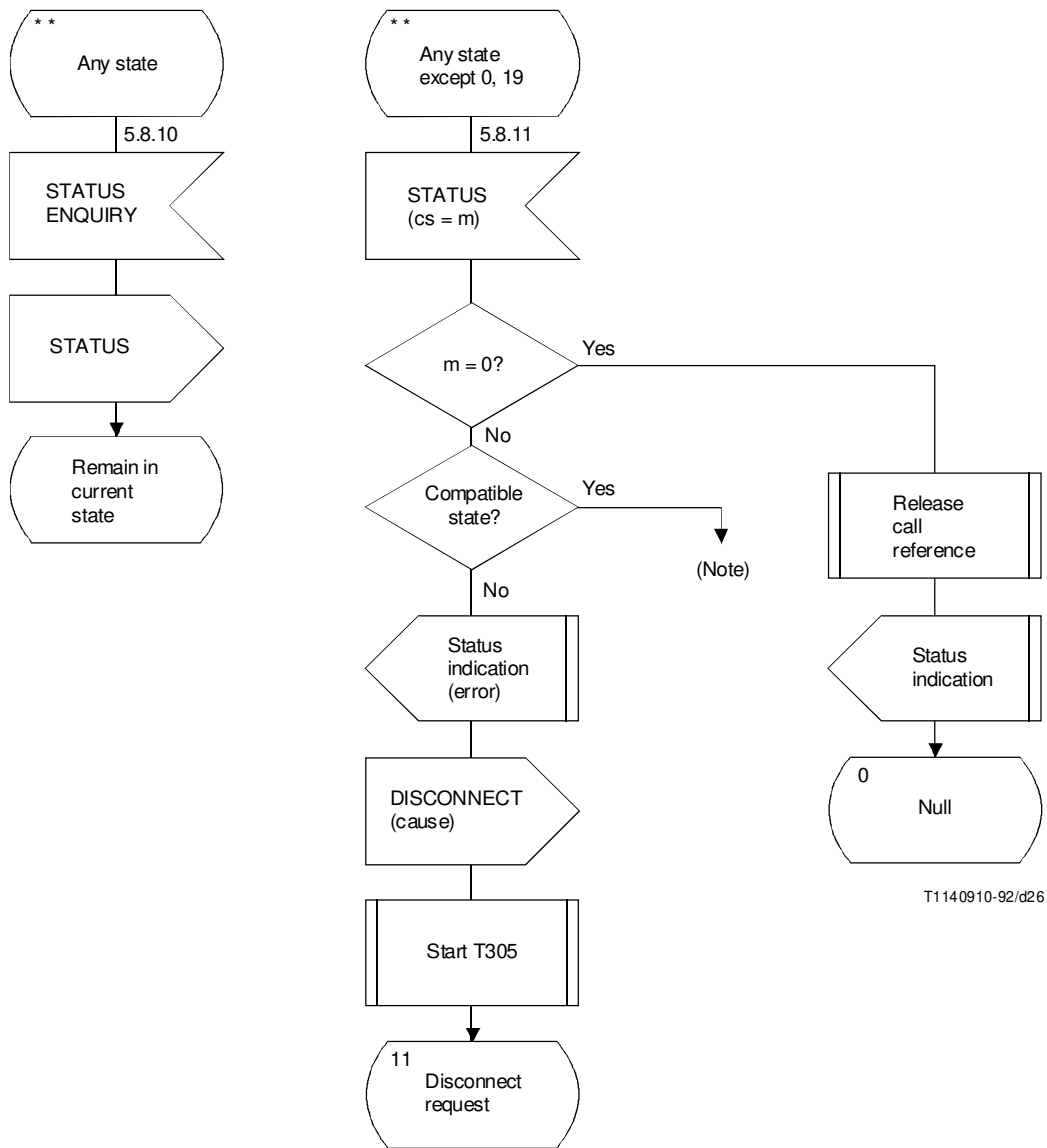 * *
Any state
5.8.10
STATUS
ENQUIRY
STATUS
Remain in
current
state
* *
Any state
except 0, 19
5.8.11
STATUS
(cs = m)
m = 0?
Yes
No
Compatible
state?
Yes
(Note)
No
Status
indication
(error)
DISCONNECT
(cause)
Start T305
11
Disconnect
request
Release
call
reference
Status
indication
0
Null
T1140910-92/d26